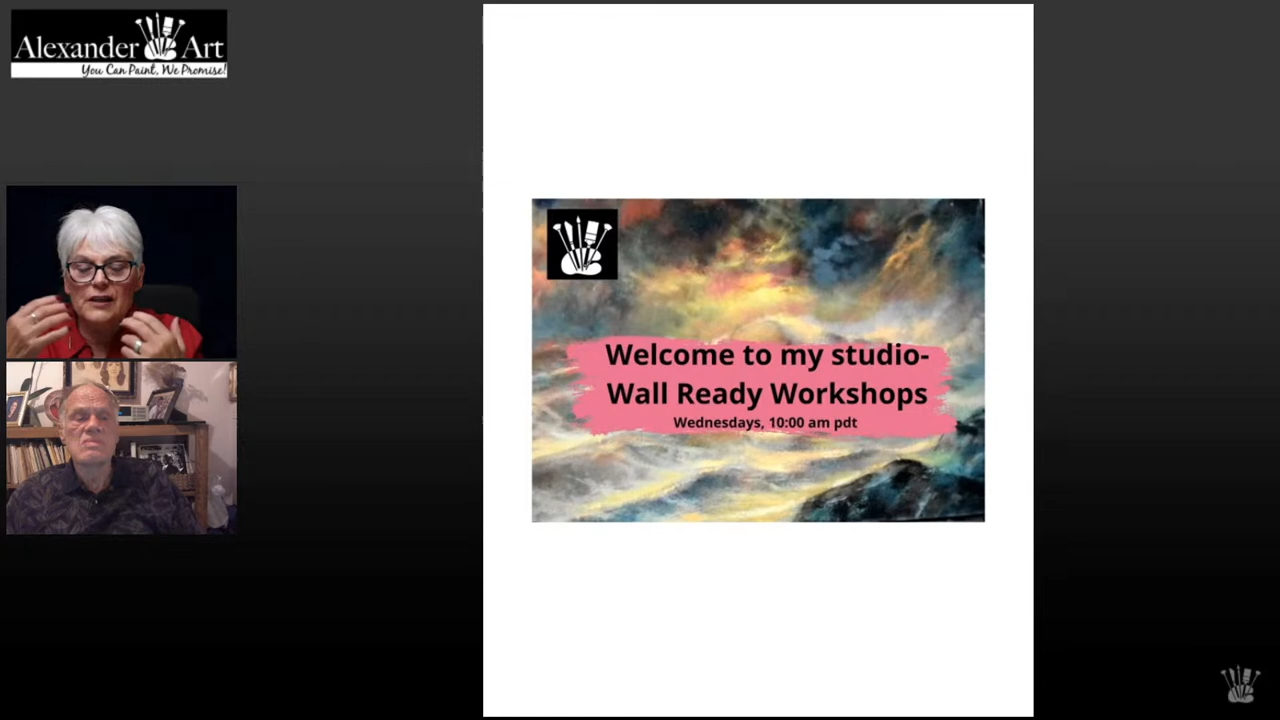 Alexander Art
You Can Paint, We Promise!
Welcome to my studio-
Wall Ready Workshops
Wednesdays, 10:00 am pdt